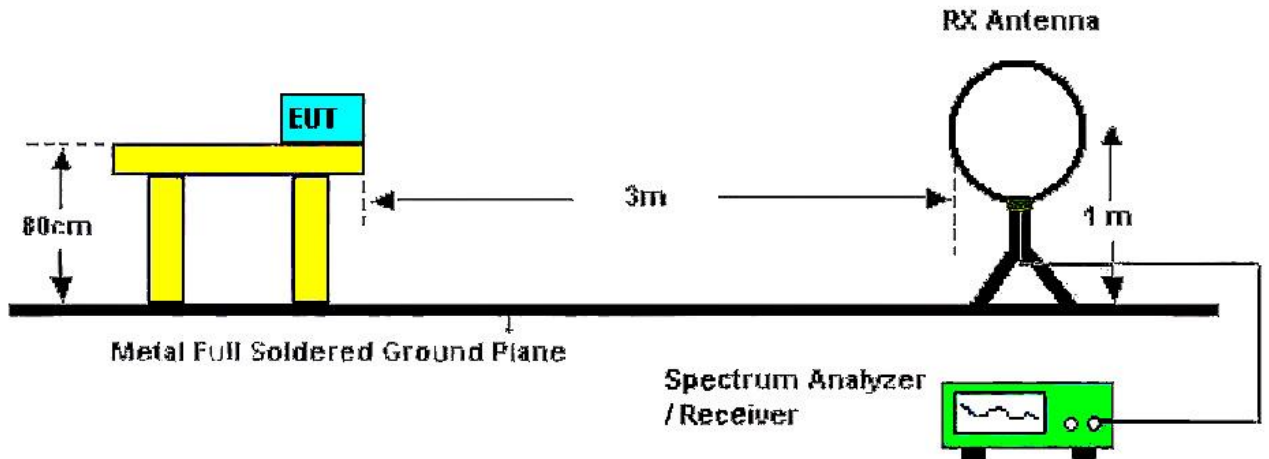 RX Antenna
EUT
80cm
3m
1 m
Metal Full Soldered Ground Plane
Spectrum Analyzer
/ Receiver